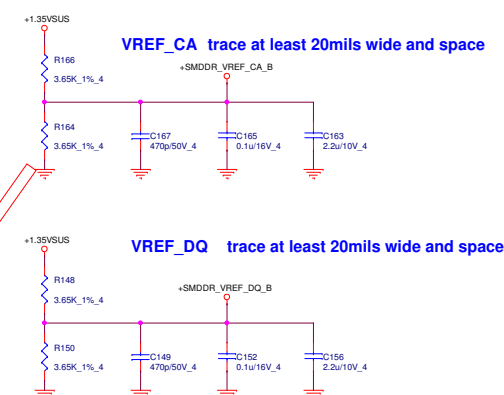 +1.35VSUS
VREF_CA trace at least 20mils wide and space
R166
3.65K_1%_4
+SMDDR_VREF_CA_B
R164
3.65K_1%_4
C167
470p/50V_4
C165
0.1u/16V_4
C163
2.2u/10V_4
+1.35VSUS
VREF_DQ trace at least 20mils wide and space
R148
3.65K_1%_4
+SMDDR_VREF_DQ_B
R150
3.65K_1%_4
C149
470p/50V_4
C152
0.1u/16V_4
C156
2.2u/10V_4